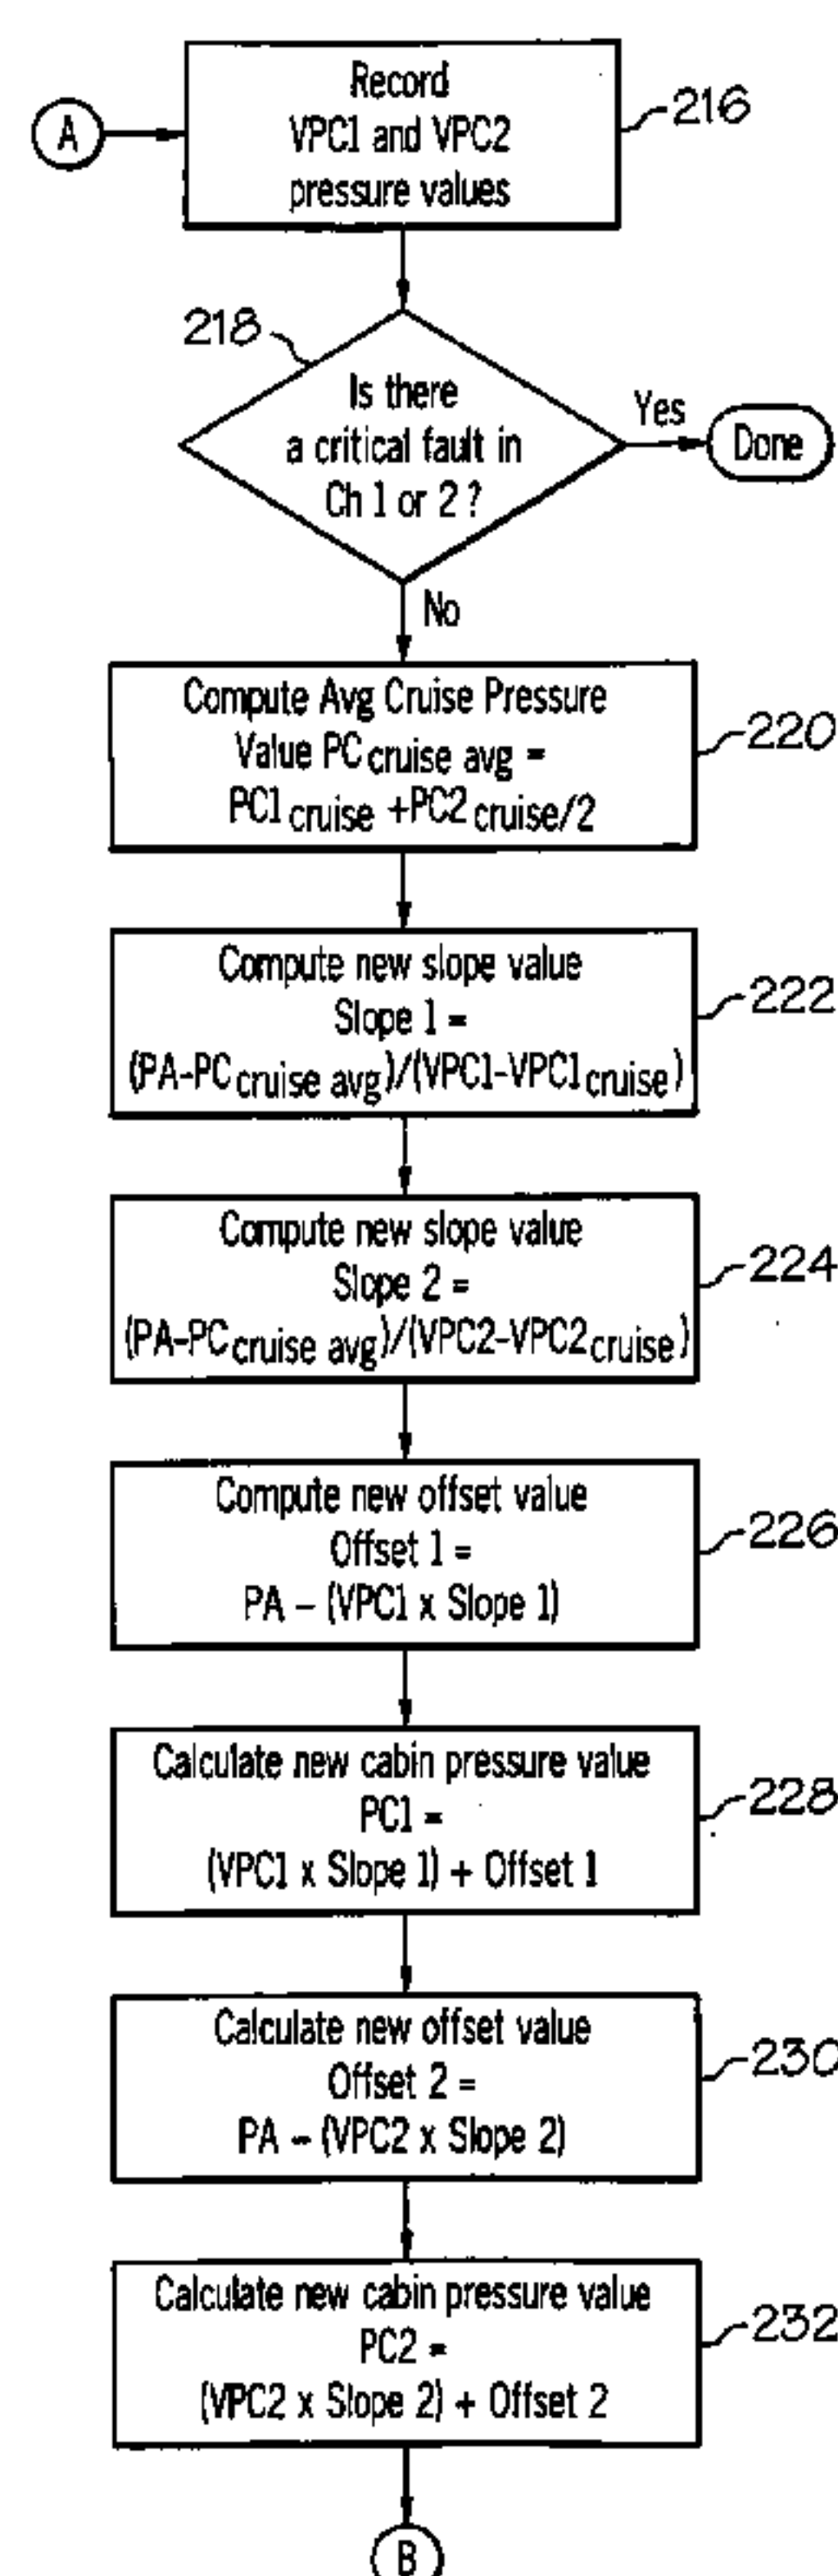 A
Record
VPC1 and VPC2
pressure values
216
218
Is there
a critical fault in
Ch 1 or 2?
Yes
Done
No
Compute Avg Cruise Pressure
Value PC cruise avg =
PC1 cruise +PC2 cruise/2
220
Compute new slope value
Slope 1 =
(PA-PC cruise avg)/(VPC1-VPC1 cruise)
222
Compute new slope value
Slope 2 =
(PA-PC cruise avg)/(VPC2-VPC2 cruise)
224
Compute new offset value
Offset 1 =
PA - (VPC1 x Slope 1)
226
Calculate new cabin pressure value
PC1 =
(VPC1 x Slope 1) + Offset 1
228
Calculate new offset value
Offset 2 =
PA - (VPC2 x Slope 2)
230
Calculate new cabin pressure value
PC2 =
(VPC2 x Slope 2) + Offset 2
232
B